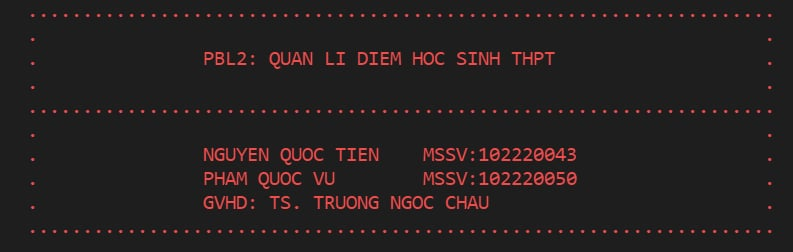 PBL2: QUAN LI DIEM HOC SINH THPT
NGUYEN QUOC TIEN    MSSV:102220043
PHAM QUOC VU        MSSV:102220050
GVHD: TS. TRUONG NGOC CHAU